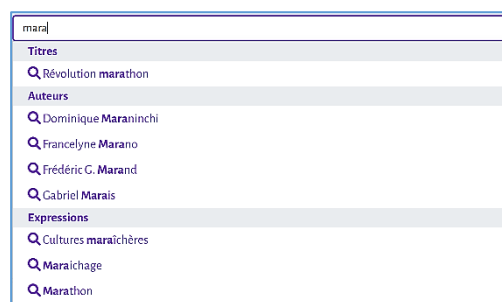 mara
Titres
Révolution marathon
Auteurs
Dominique Maraninchi
Francelyne Marano
Frédéric G. Marand
Gabriel Marais
Expressions
Cultures maraîchères
Maraichage
Marathon